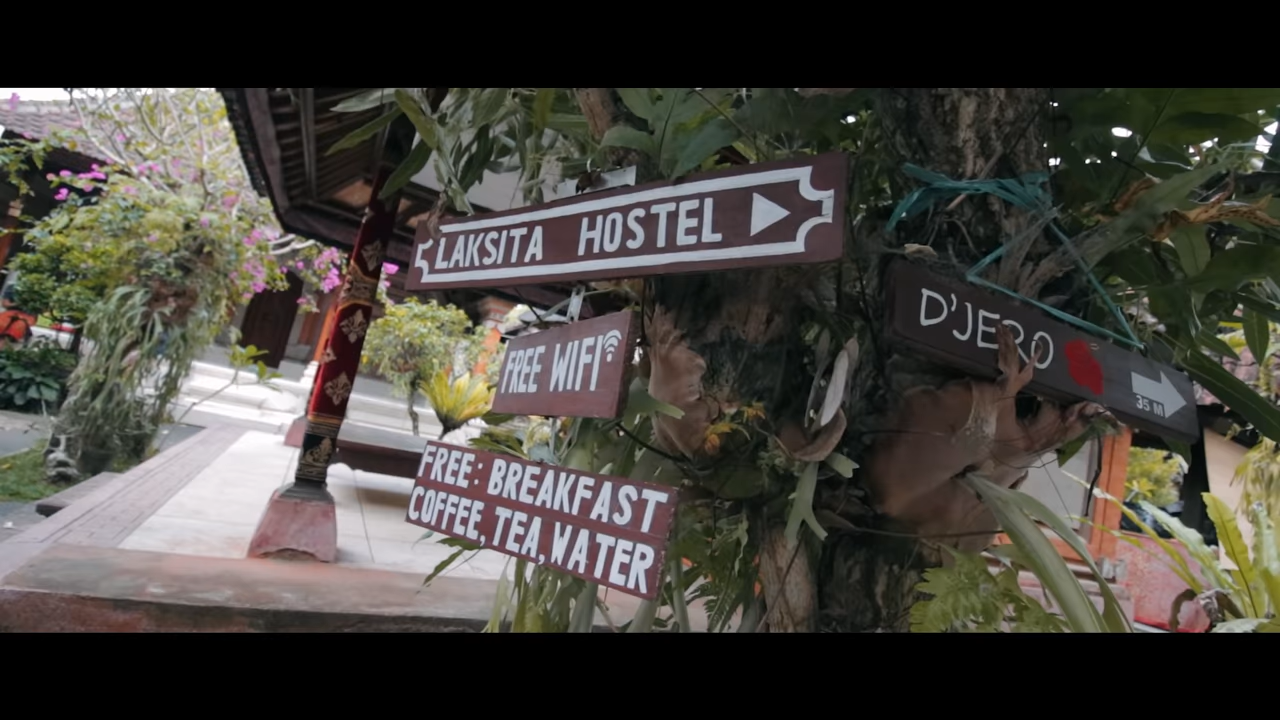 LAKSITA HOSTEL
FREE WIFI
FREE: BREAKFAST
COFFEE, TEA, WATER
D'JERO
35 M